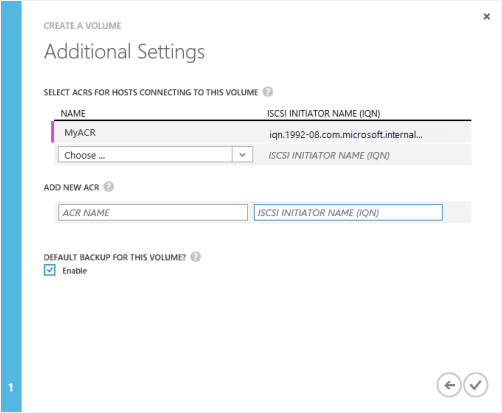 CREATE A VOLUME
Additional Settings
SELECT ACRS FOR HOSTS CONNECTING TO THIS VOLUME ?
NAME ISCSI INITIATOR NAME (IQN)
MyACR iqn.1992-08.com.microsoft.internal...
Choose ... ISCSI INITIATOR NAME (IQN)
ADD NEW ACR ?
ACR NAME ISCSI INITIATOR NAME (IQN)
DEFAULT BACKUP FOR THIS VOLUME? ?
Enable
1